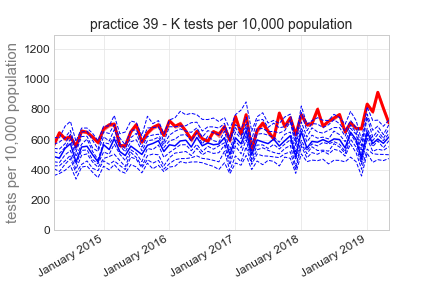 practice 39 - K tests per 10,000 population
tests per 10,000 population
1200
1000
800
600
400
200
0
January 2015
January 2016
January 2017
January 2018
January 2019